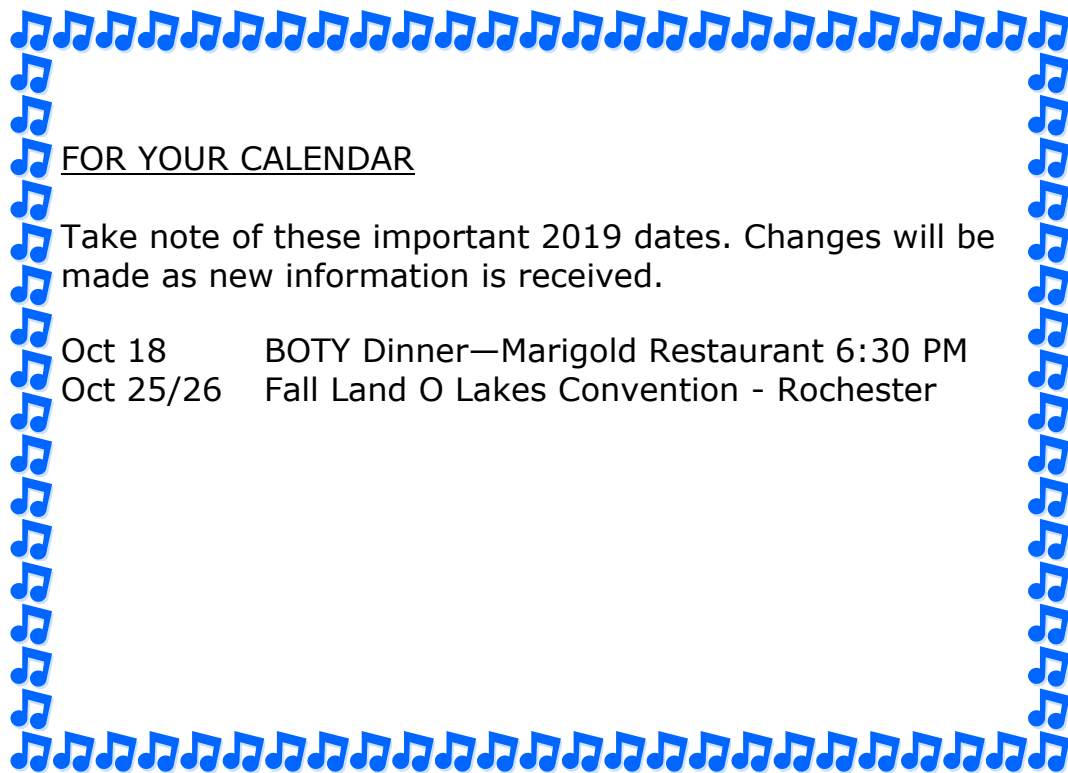 FOR YOUR CALENDAR
Take note of these important 2019 dates. Changes will be
made as new information is received.
Oct 18 BOTY Dinner—Marigold Restaurant 6:30 PM
Oct 25/26 Fall Land O Lakes Convention - Rochester